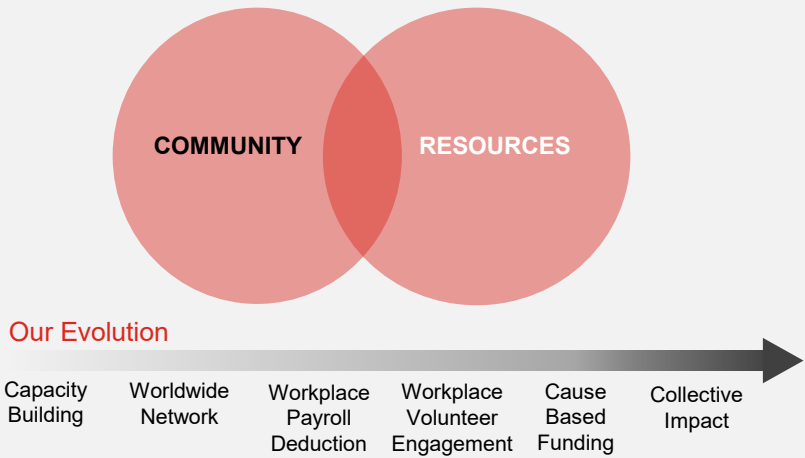 COMMUNITY
RESOURCES
Our Evolution
Capacity
Building
Worldwide
Network
Workplace
Payroll
Deduction
Workplace
Volunteer
Engagement
Cause
Based
Funding
Collective
Impact